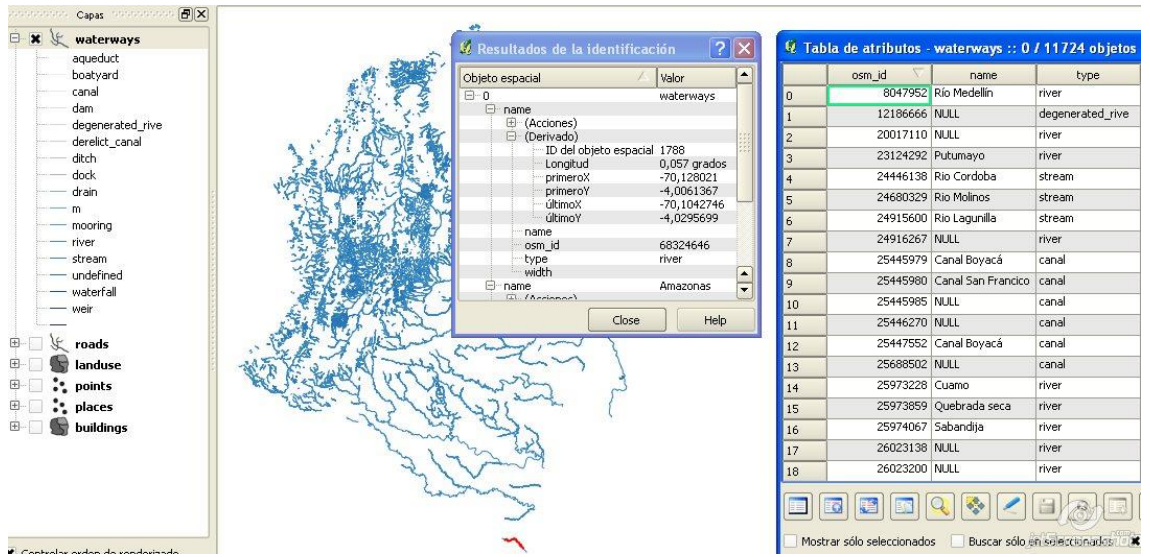 Capas
waterways
aqueduct
boatyard
canal
dam
degenerated_rive
derelict_canal
ditch
dock
drain
m
mooring
river
stream
undefined
waterfall
weir
roads
landuse
points
places
buildings
Controlar orden de renderizado
Resultados de la identificación
Objeto espacial Valor
0 waterways
name
(Acciones)
(Derivado)
ID del objeto espacial 1788
Longitud 0,057 grados
primeroX -70,128021
primeroY -4,0061367
últimoX -70,1042746
últimoY -4,0295699
name
osm_id 68324646
type river
width
name Amazonas
(Acciones)
Close Help
Tabla de atributos - waterways :: 0 / 11724 objetos
osm_id name type
0 8047952 Río Medellín river
1 12186666 NULL degenerated_rive
2 20017110 NULL river
3 23124292 Putumayo river
4 24446138 Rio Cordoba stream
5 24680329 Rio Molinos stream
6 24915600 Rio Lagunilla stream
7 24916267 NULL river
8 25445979 Canal Boyacá canal
9 25445980 Canal San Francico canal
10 25445985 NULL canal
11 25446270 NULL canal
12 25447552 Canal Boyacá canal
13 25688502 NULL canal
14 25973228 Cuamo river
15 25973859 Quebrada seca river
16 25974067 Sabandija river
17 26023138 NULL river
18 26023200 NULL river
Mostrar sólo seleccionados Buscar sólo en seleccionados